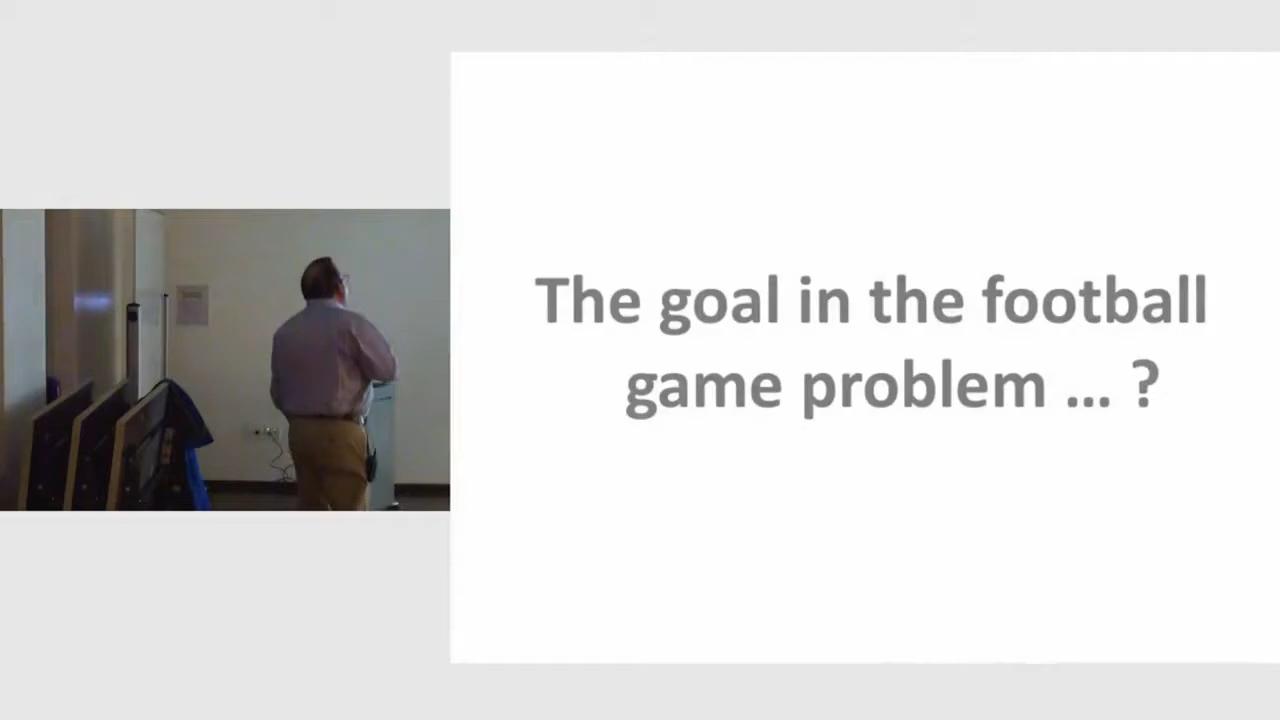 The goal in the football
game problem ... ?